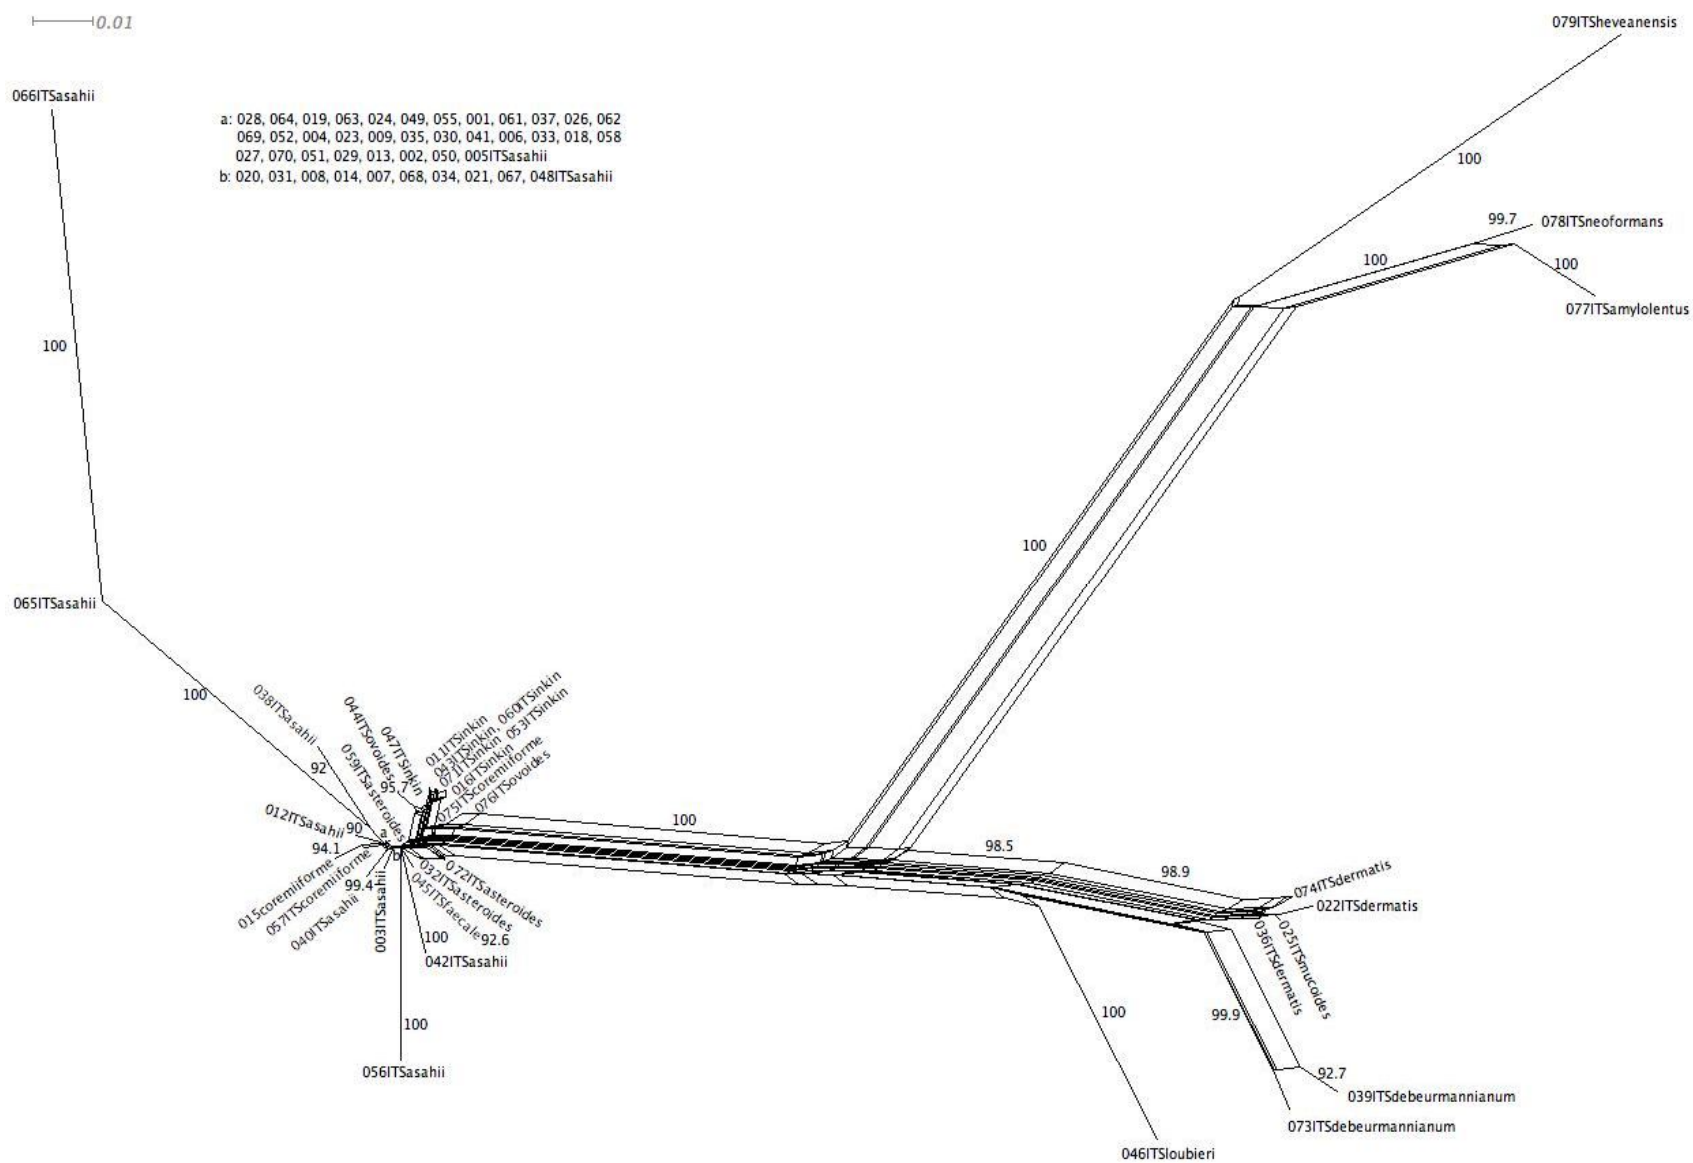 0.01
079ITSheveanensis
066ITSasahii
a: 028, 064, 019, 063, 024, 049, 055, 001, 061, 037, 026, 062
069, 052, 004, 023, 009, 035, 030, 041, 006, 033, 018, 058
027, 070, 051, 029, 013, 002, 050, 005ITSasahii
b: 020, 031, 008, 014, 007, 068, 034, 021, 067, 048ITSasahii
100
99.7
078ITSneoformans
100
100
077ITSamylolentus
100
100
065ITSasahii
100
038ITSasahii
92
044ITSovoides
059ITSasteroides
047ITSinkin
95.7
011ITSinkin
043ITSinkin, 060ITSinkin
071ITSinkin 053ITSinkin
016ITSinkin
075ITScoremiiforme
076ITSovoides
012ITSasahii
90
a
94.1
b
100
98.5
98.9
074ITSdermatis
022ITSdermatis
025ITSmucoides
036ITSdermatis
015coremiiforme
057ITScoremiiforme
99.4
040ITSasahii
003ITSasahii
072ITSasteroides
032ITSasteroides
045ITSfaecale
92.6
100
042ITSasahii
100
056ITSasahii
100
99.9
92.7
039ITSdebeurmannianum
073ITSdebeurmannianum
046ITSloubieri